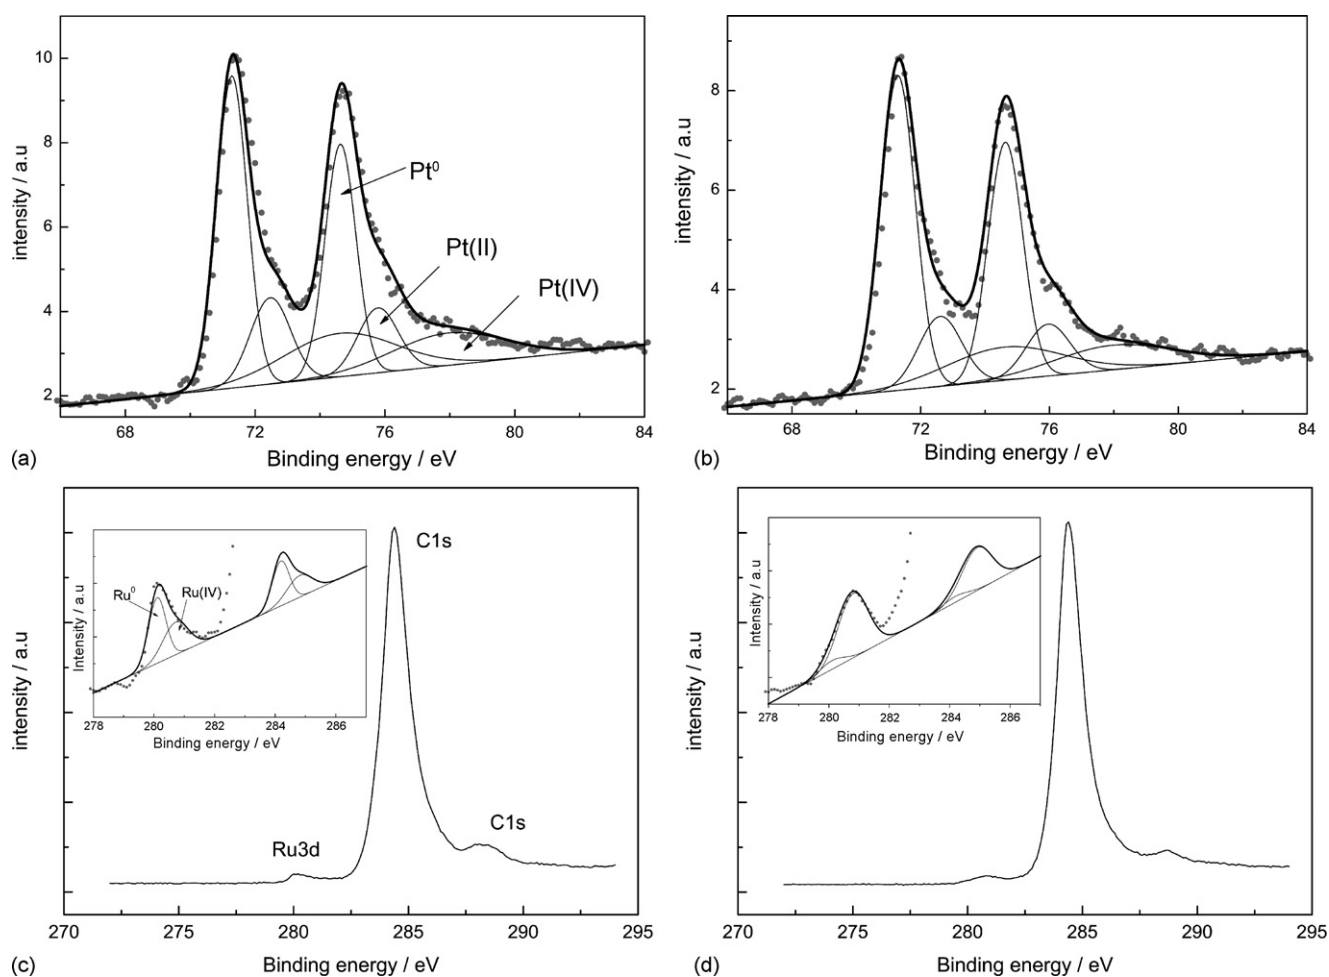 10
8
6
4
2
intensity / a.u
Pt⁰
Pt(II)
Pt(IV)
68
72
76
80
84
Binding energy / eV
(a)
8
6
4
2
intensity / a.u
68
72
76
80
84
Binding energy / eV
(b)
intensity / a.u
C1s
Ru3d
C1s
Intensity / a.u
Ru⁰
Ru(IV)
278
280
282
284
286
Binding energy / eV
270
275
280
285
290
295
Binding energy / eV
(c)
intensity / a.u
Intensity / a.u
278
280
282
284
286
Binding energy / eV
270
275
280
285
290
295
Binding energy / eV
(d)